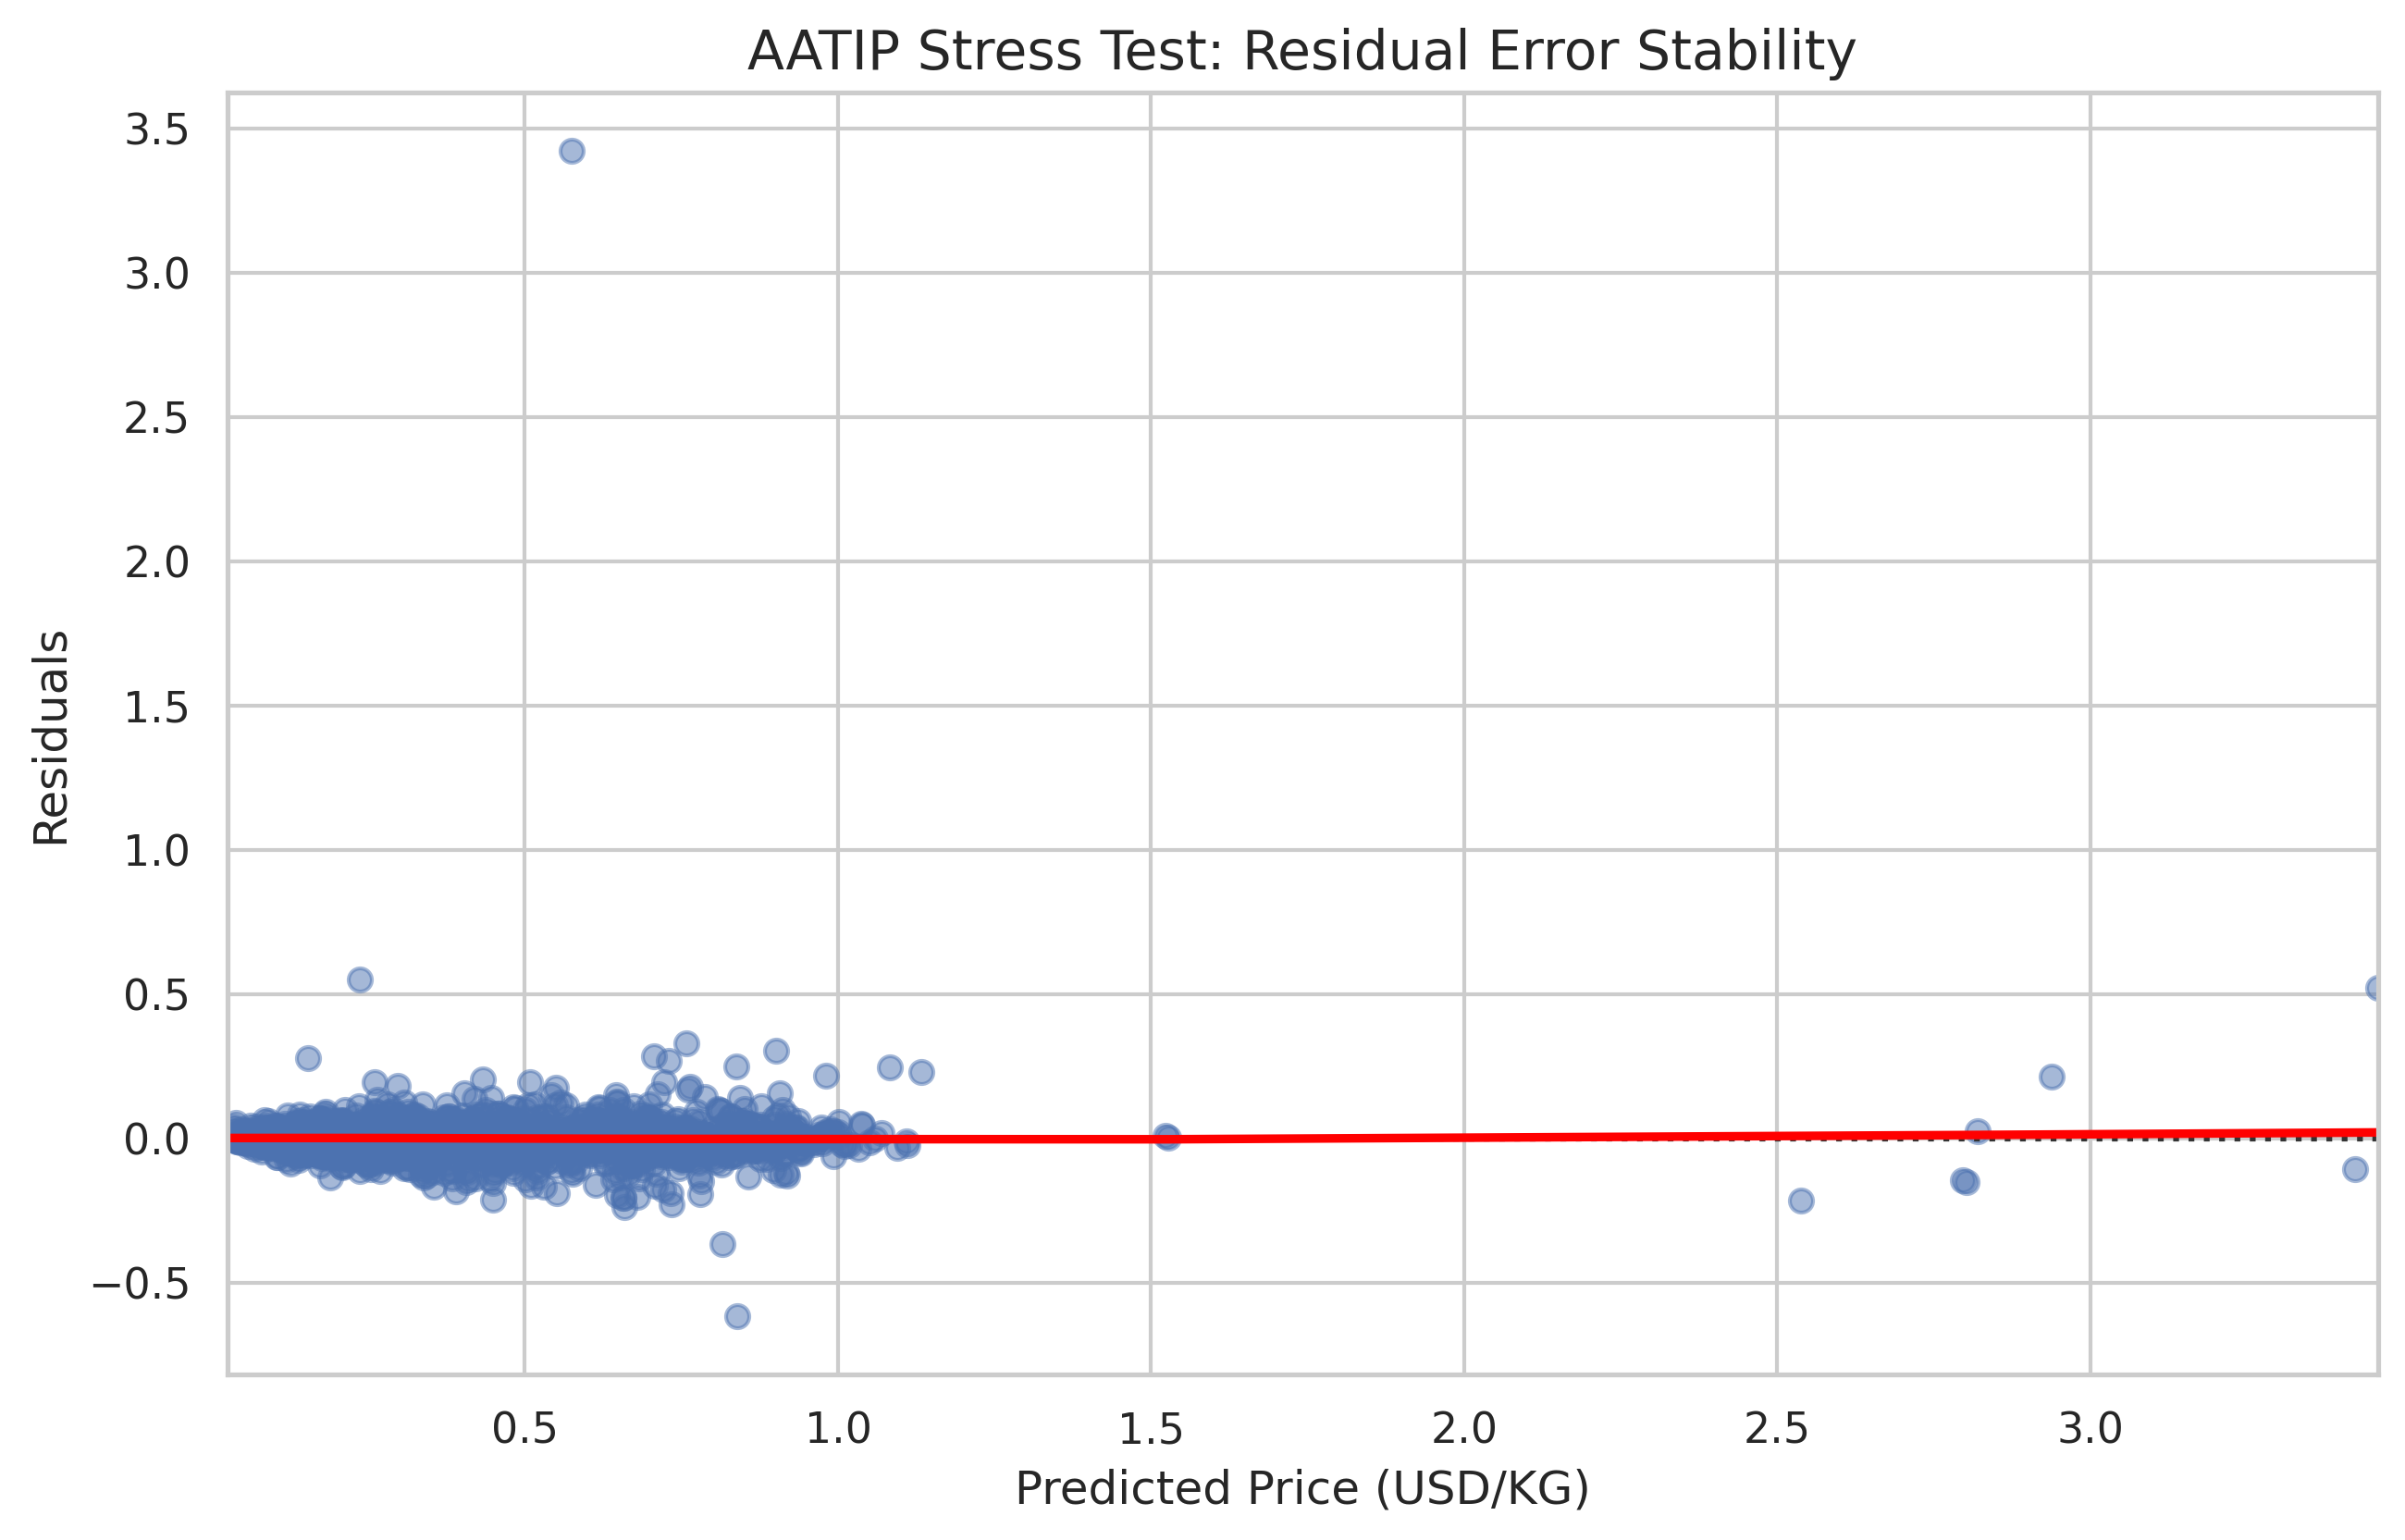 AATIP Stress Test: Residual Error Stability
3.5
3.0
2.5
2.0
1.5
1.0
0.5
0.0
−0.5
Residuals
0.5 1.0 1.5 2.0 2.5 3.0
Predicted Price (USD/KG)